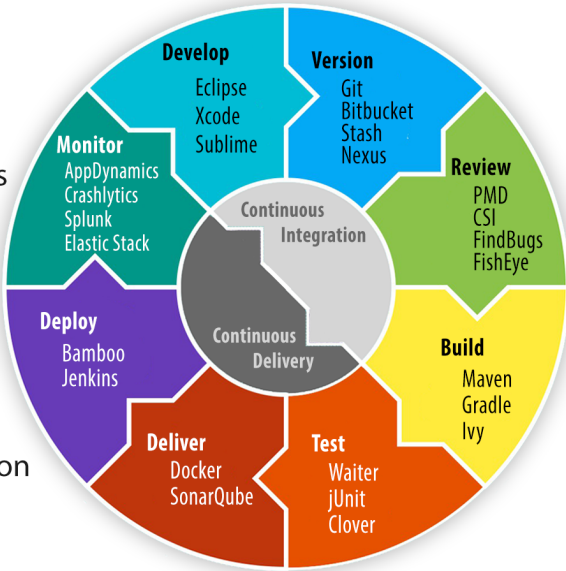 Develop
Eclipse
Xcode
Sublime
Version
Git
Bitbucket
Stash
Nexus
Review
PMD
CSI
FindBugs
FishEye
Build
Maven
Gradle
Ivy
Test
Waiter
jUnit
Clover
Deliver
Docker
SonarQube
Deploy
Bamboo
Jenkins
Monitor
AppDynamics
Crashlytics
Splunk
Elastic Stack
Continuous
Integration
Continuous
Delivery
s
on